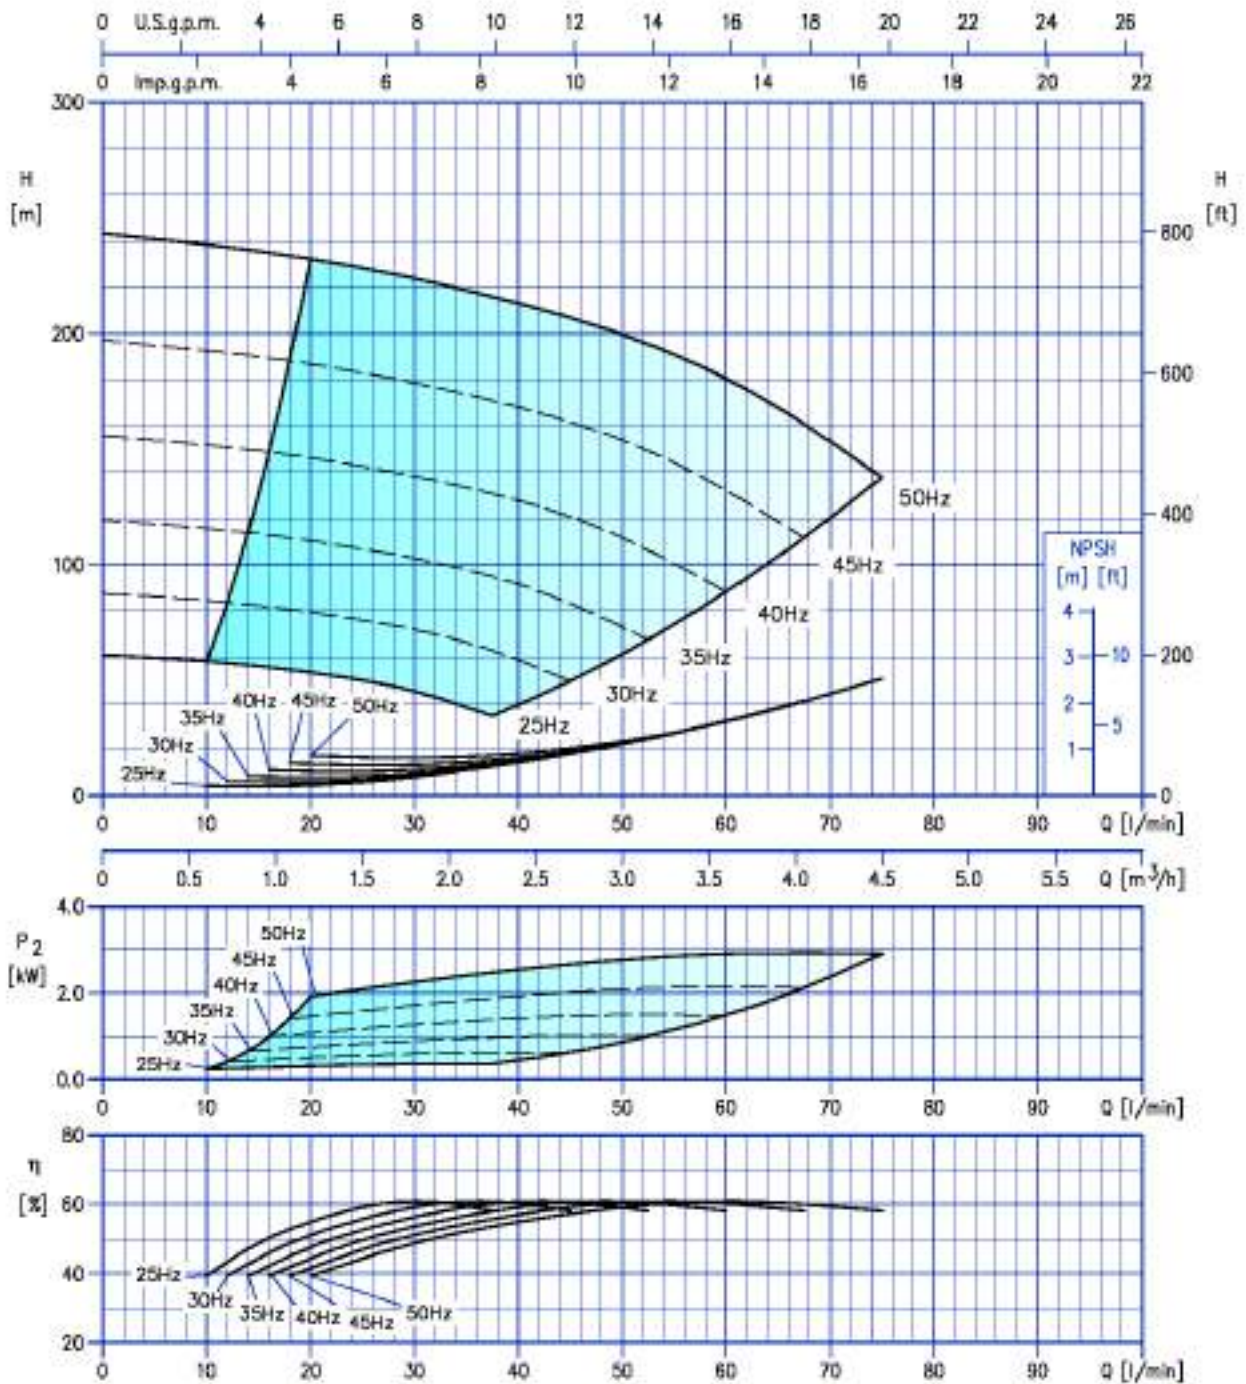 0 U.S.g.p.m. 4 6 8 10 12 14 16 18 20 22 24 26
0 Imp.g.p.m. 4 6 8 10 12 14 16 18 20 22
300
H
[m]
H
[ft]
800
200
600
50Hz
400
100
45Hz
NPSH
[m] [ft]
40Hz
4
35Hz
3 10
200
30Hz
2
40Hz 45Hz 50Hz
25Hz
5
35Hz
30Hz
1
25Hz
0
0
0 10 20 30 40 50 60 70 80 90 Q [l/min]
0 0.5 1.0 1.5 2.0 2.5 3.0 3.5 4.0 4.5 5.0 5.5 Q [m³/h]
4.0
P2
[kW]
50Hz
45Hz
2.0
40Hz
35Hz
30Hz
25Hz
0.0
0 10 20 30 40 50 60 70 80 90 Q [l/min]
80
η
[%]
60
40
25Hz
30Hz 35Hz 40Hz 45Hz 50Hz
20
0 10 20 30 40 50 60 70 80 90 Q [l/min]